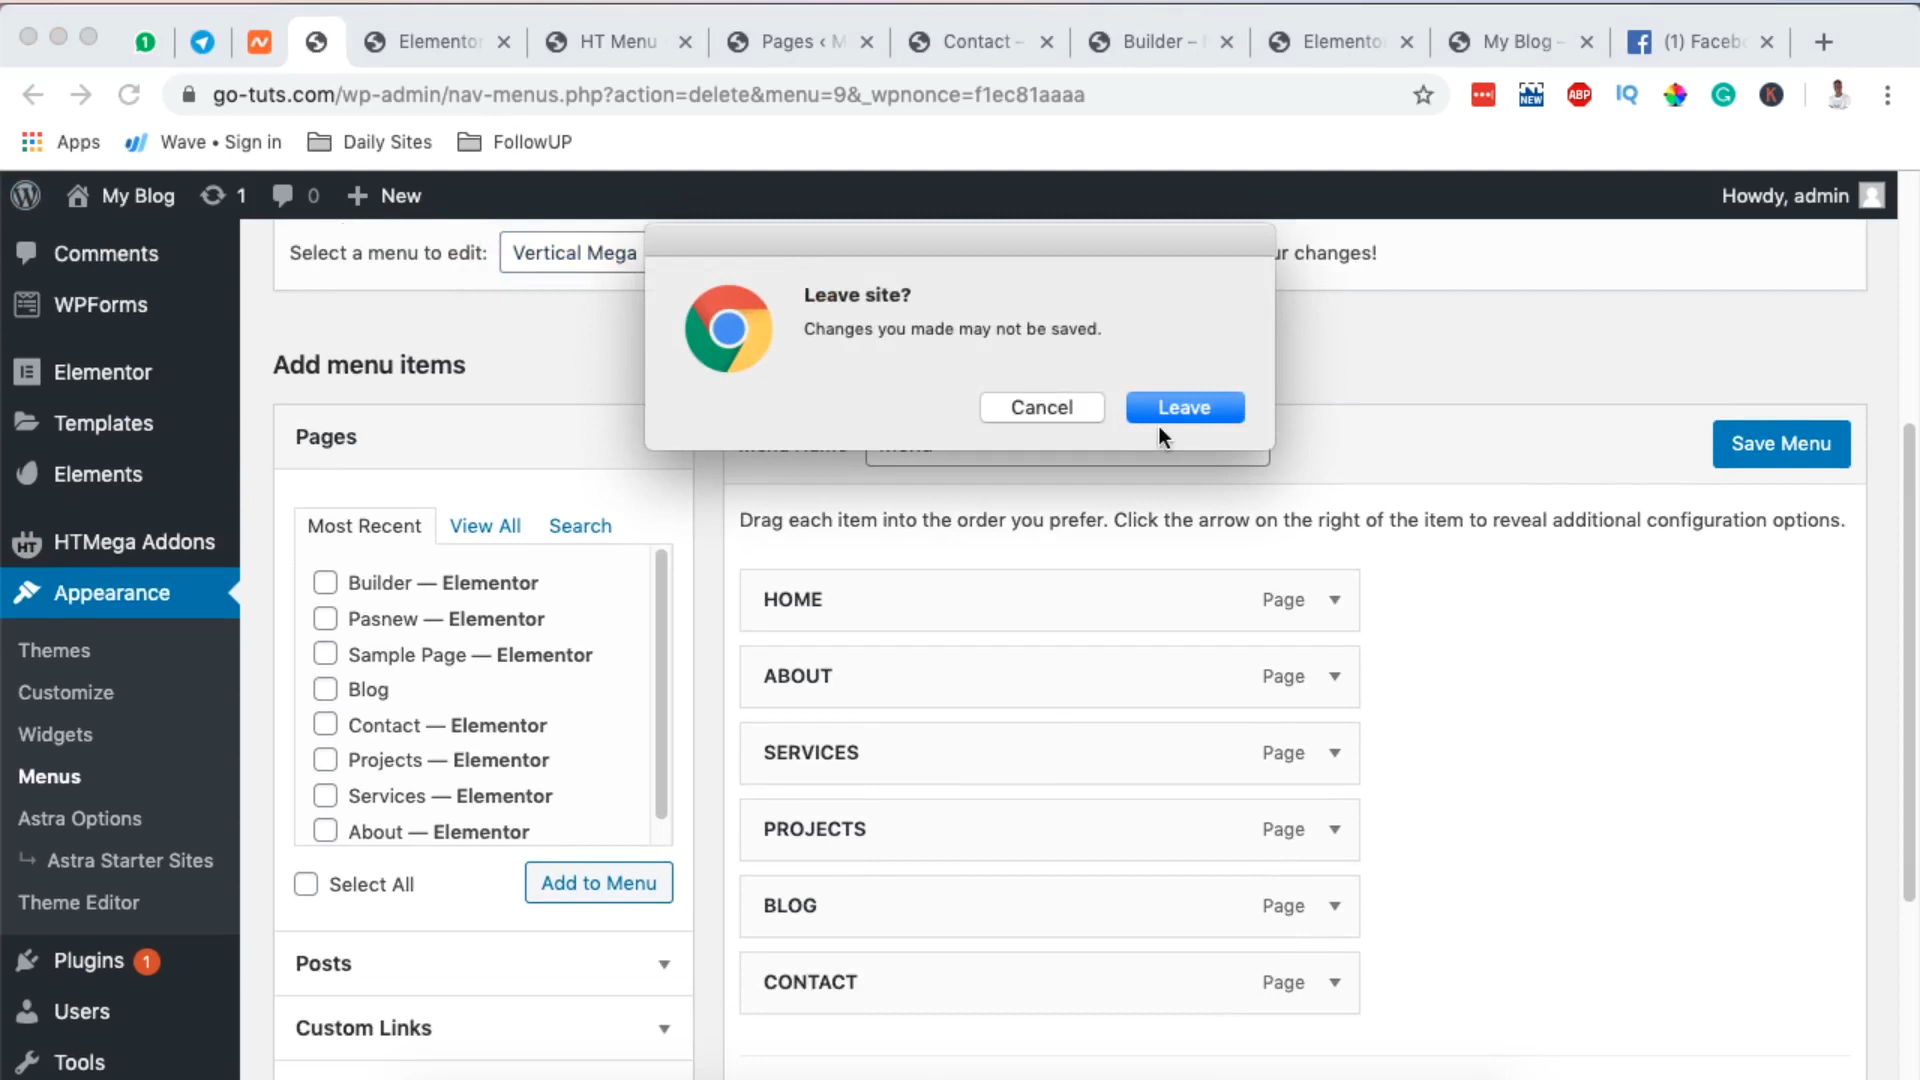 1
Elementor
HT Menu
Pages ‹ M
Contact –
Builder –
Elemento
My Blog –
(1) Faceb
go-tuts.com/wp-admin/nav-menus.php?action=delete&menu=9&_wpnonce=f1ec81aaaa
NEW
ABP
IQ
G
K
Apps
Wave • Sign in
Daily Sites
FollowUP
My Blog
1
0
New
Howdy, admin
Comments
WPForms
Elementor
Templates
Elements
HT
HTMega Addons
Appearance
Themes
Customize
Widgets
Menus
Astra Options
Astra Starter Sites
Theme Editor
Plugins 1
Users
Tools
Select a menu to edit:
Vertical Mega
ur changes!
Leave site?
Changes you made may not be saved.
Cancel
Leave
Add menu items
Pages
Most Recent
View All
Search
Builder — Elementor
Pasnew — Elementor
Sample Page — Elementor
Blog
Contact — Elementor
Projects — Elementor
Services — Elementor
About — Elementor
Select All
Add to Menu
Posts
Custom Links
Save Menu
Drag each item into the order you prefer. Click the arrow on the right of the item to reveal additional configuration options.
HOME Page
ABOUT Page
SERVICES Page
PROJECTS Page
BLOG Page
CONTACT Page